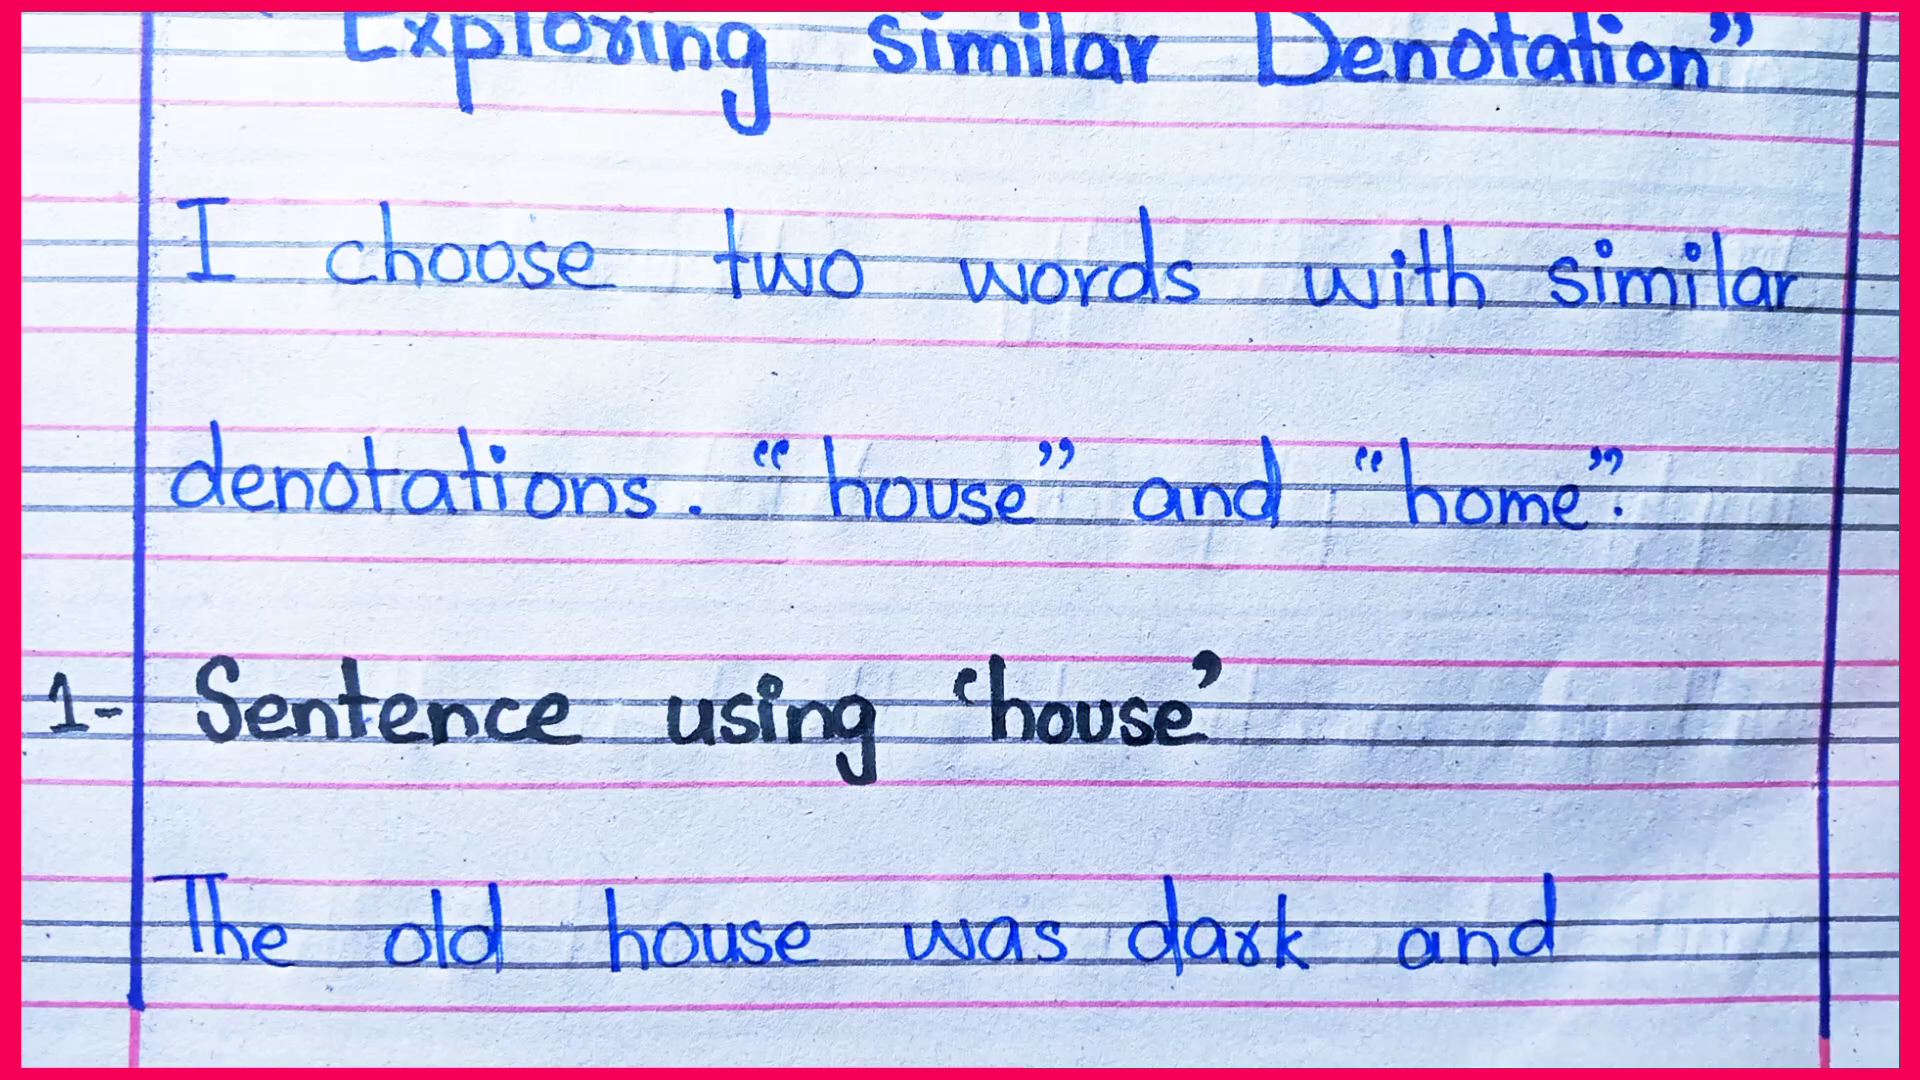 Exploring Similar Denotation”
I choose two words with similar
denotations. “house” and “home”.
1- Sentence using ‘house’
The old house was dark and